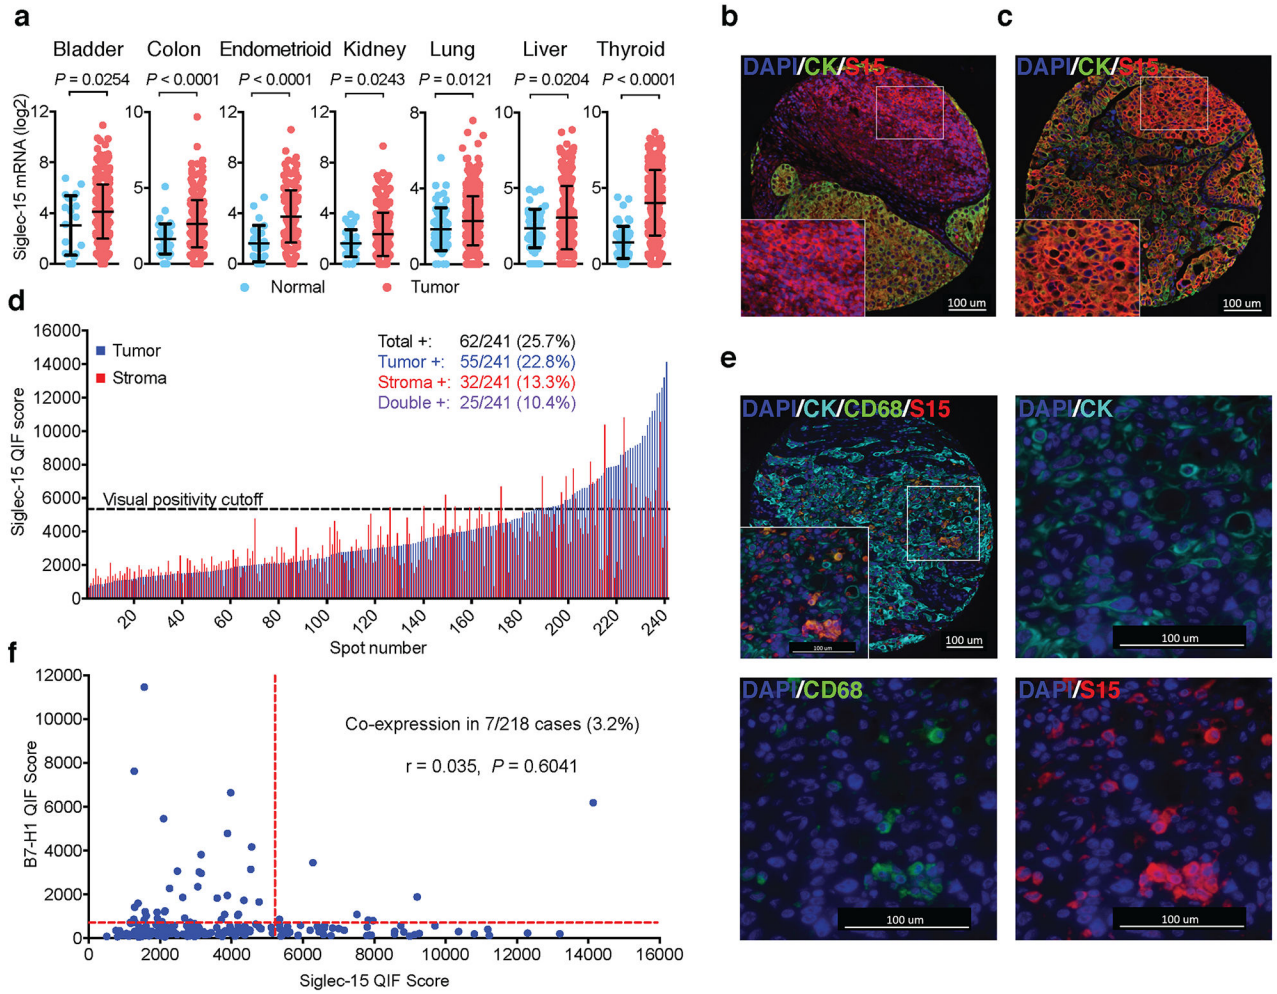 a
Bladder Colon Endometrioid Kidney Lung Liver Thyroid
P = 0.0254 P < 0.0001 P < 0.0001 P = 0.0243 P = 0.0121 P = 0.0204 P < 0.0001
Siglec-15 mRNA (log2)
12 8 4 0
10 5 0
12 8 4 0
12 8 4 0
8 4 0
10 5 0
10 5 0
Normal Tumor
b
DAPI/CK/S15
100 um
c
DAPI/CK/S15
100 um
d
Siglec-15 QIF score
16000
14000
12000
10000
8000
6000
4000
2000
0
Tumor
Stroma
Total +: 62/241 (25.7%)
Tumor +: 55/241 (22.8%)
Stroma +: 32/241 (13.3%)
Double +: 25/241 (10.4%)
Visual positivity cutoff
20 40 60 80 100 120 140 160 180 200 220 240
Spot number
e
DAPI/CK/CD68/S15
100 um
100 um
DAPI/CK
100 um
DAPI/CD68
100 um
DAPI/S15
100 um
f
B7-H1 QIF Score
12000
10000
8000
6000
4000
2000
0
Co-expression in 7/218 cases (3.2%)
r = 0.035, P = 0.6041
0 2000 4000 6000 8000 10000 12000 14000 16000
Siglec-15 QIF Score